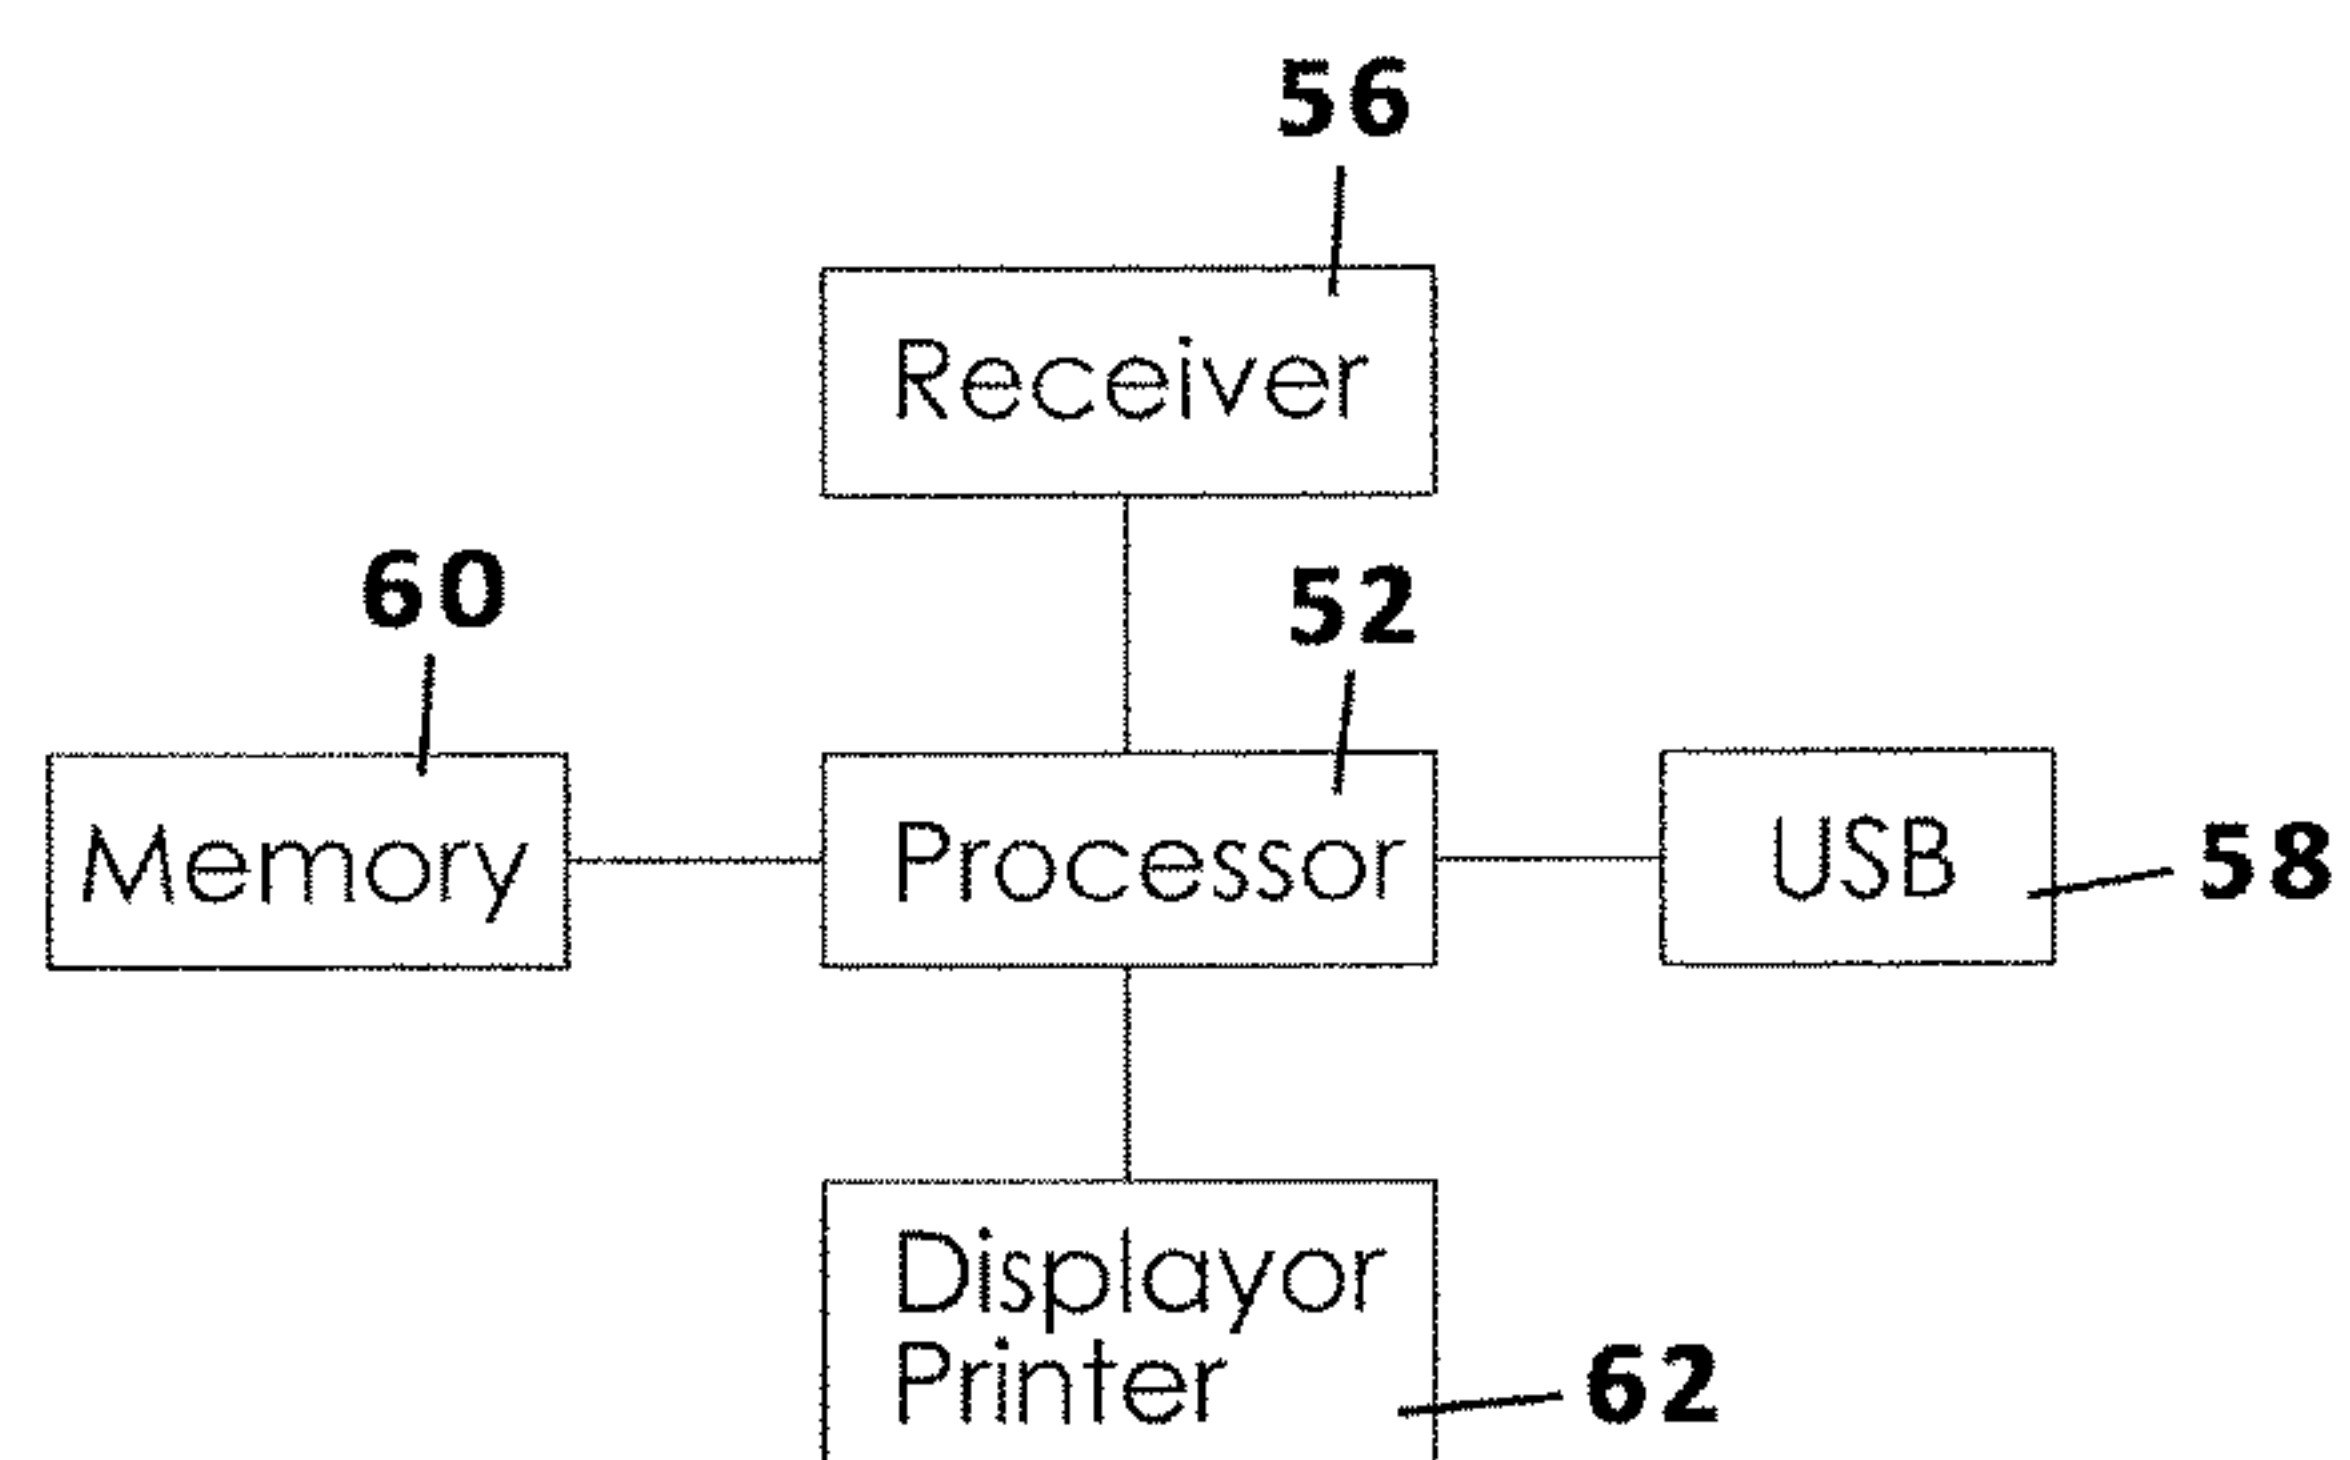 56
Receiver
60
52
Memory
Processor
USB
58
Displayor
Printer
62